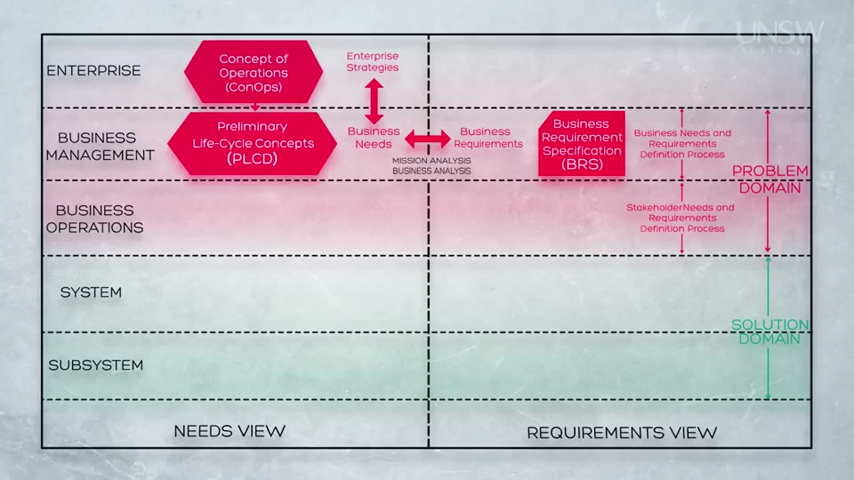 UNSW
AUSTRALIA
ENTERPRISE
Concept of
Operations
(ConOps)
Enterprise
Strategies
BUSINESS
MANAGEMENT
Preliminary
Life-Cycle Concepts
(PLCD)
Business
Needs
Business
Requirements
MISSION ANALYSIS
BUSINESS ANALYSIS
Business
Requirement
Specification
(BRS)
Business Needs and
Requirements
Definition Process
PROBLEM
DOMAIN
BUSINESS
OPERATIONS
Stakeholder Needs and
Requirements
Definition Process
SYSTEM
SOLUTION
DOMAIN
SUBSYSTEM
NEEDS VIEW
REQUIREMENTS VIEW